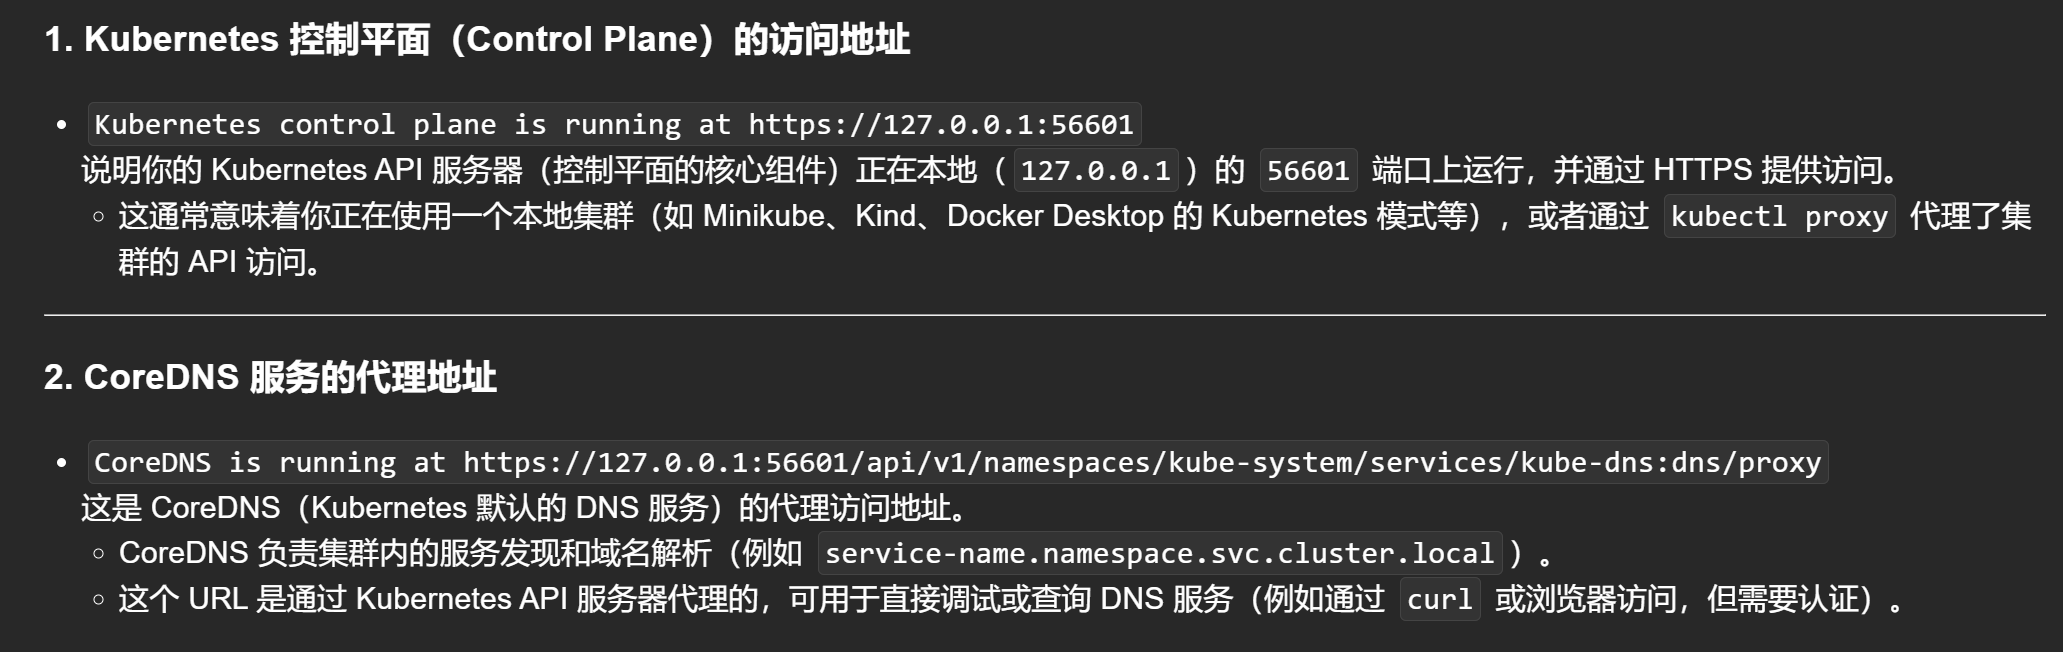 1. Kubernetes 控制平面（Control Plane）的访问地址
• Kubernetes control plane is running at https://127.0.0.1:56601
说明你的 Kubernetes API 服务器（控制平面的核心组件）正在本地（ 127.0.0.1 ）的 56601 端口上运行，并通过 HTTPS 提供访问。
◦ 这通常意味着你正在使用一个本地集群（如 Minikube、Kind、Docker Desktop 的 Kubernetes 模式等），或者通过 kubectl proxy 代理了集
群的 API 访问。
2. CoreDNS 服务的代理地址
• CoreDNS is running at https://127.0.0.1:56601/api/v1/namespaces/kube-system/services/kube-dns:dns/proxy
这是 CoreDNS（Kubernetes 默认的 DNS 服务）的代理访问地址。
◦ CoreDNS 负责集群内的服务发现和域名解析（例如 service-name.namespace.svc.cluster.local ）。
◦ 这个 URL 是通过 Kubernetes API 服务器代理的，可用于直接调试或查询 DNS 服务（例如通过 curl 或浏览器访问，但需要认证）。